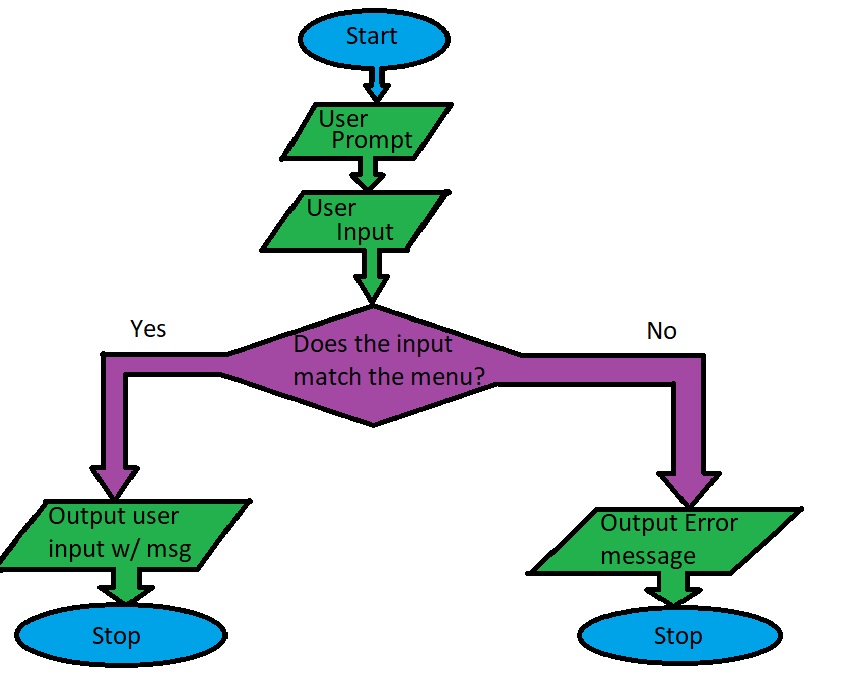 Start
User
Prompt
User
Input
Yes
No
Does the input
match the menu?
Output user
input w/ msg
Output Error
message
Stop
Stop